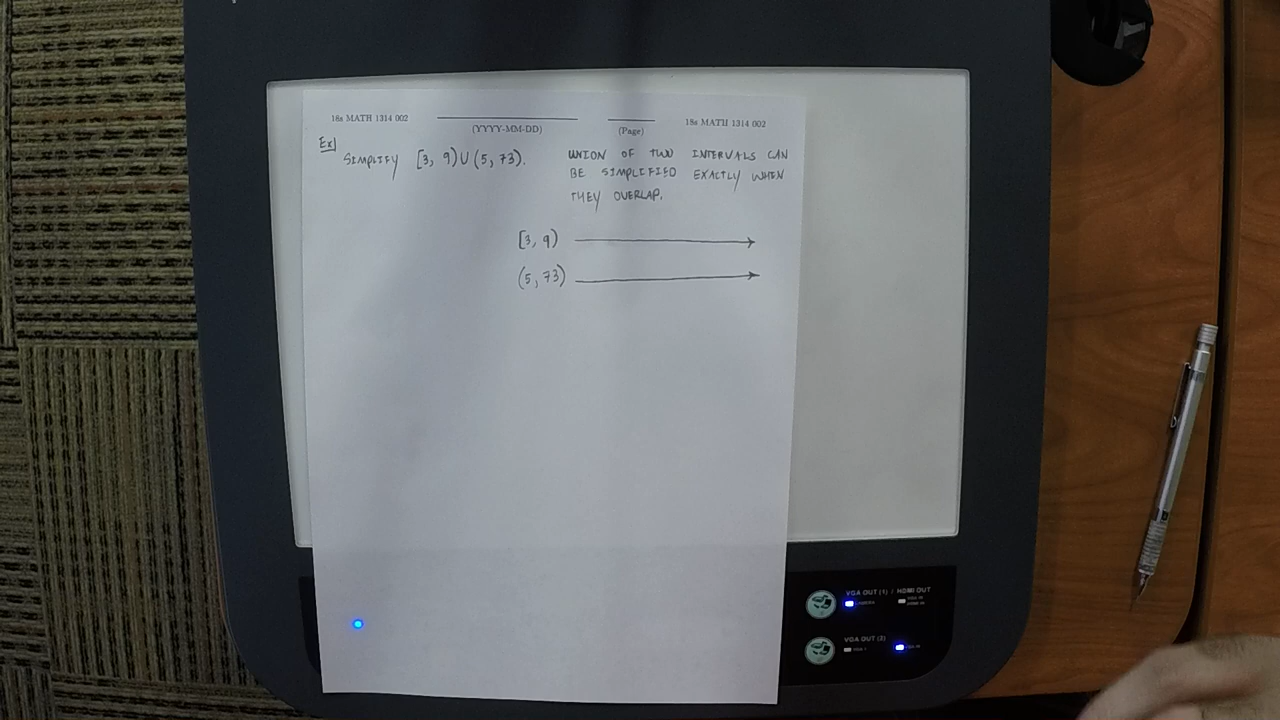 18s MATH 1314 002
(YYYY-MM-DD)
(Page)
18s MATH 1314 002
Ex]
SIMPLIFY [3, 9) ∪ (5, 73).
UNION OF TWO INTERVALS CAN
BE SIMPLIFIED EXACTLY WHEN
THEY OVERLAP.
[3, 9)
(5, 73)
VGA OUT (1) / HDMI OUT
VGA OUT (2)